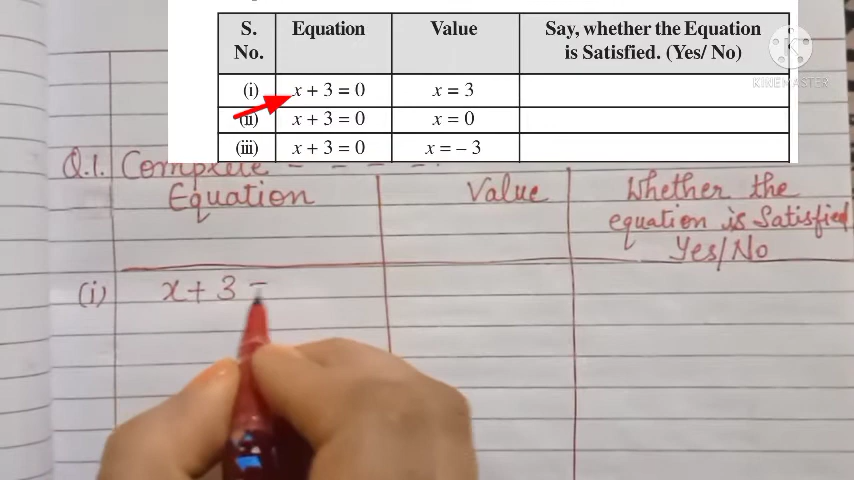 S. No. Equation Value Say, whether the Equation is Satisfied. (Yes/ No)
(i) x + 3 = 0 x = 3
(ii) x + 3 = 0 x = 0
(iii) x + 3 = 0 x = – 3
KINEMASTER
Q.1. Complete - - - -.
Equation Value Whether the
equation is Satisfied
Yes/No
(i) x + 3 =